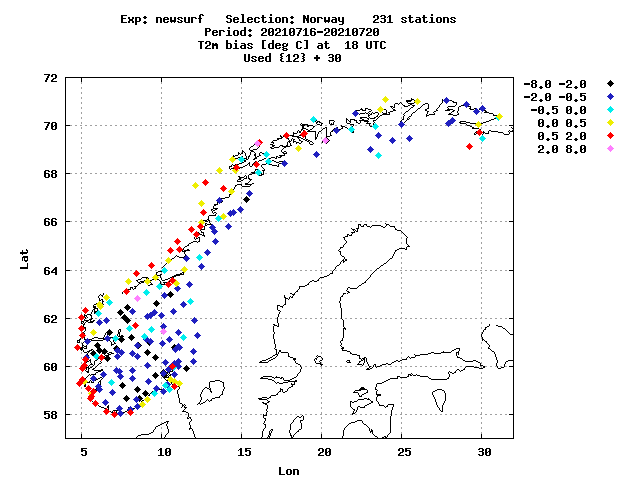 Exp: newsurf   Selection: Norway    231 stations
Period: 20210716-20210720
T2m bias [deg C] at  18 UTC
Used {12} + 30
-8.0 -2.0
-2.0 -0.5
-0.5 0.0
0.0 0.5
0.5 2.0
2.0 8.0
72
70
68
66
64
62
60
58
Lat
5 10 15 20 25 30
Lon